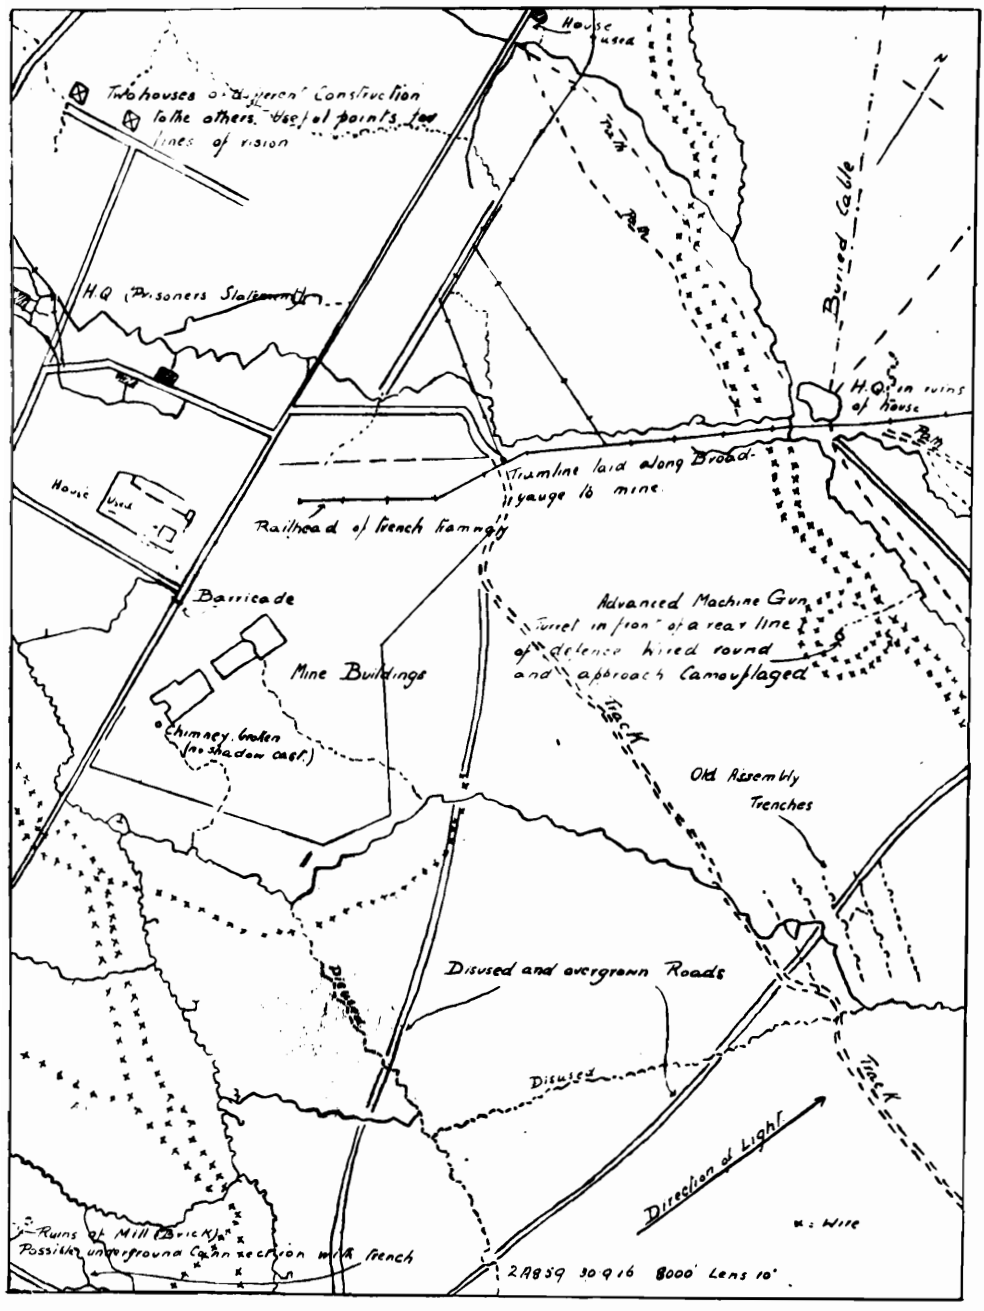 House
used
N
Two houses of different Construction
to the others. Useful points for
lines of vision
Track
Path
Buried Cable
H.Q (Prisoners Statement)
H.Q. in ruins
of house
Path
House
used
Tramline laid along Broad-
gauge to mine.
Railhead of trench tramway
Barricade
Advanced Machine Gun
Turret in front of a rear line
of defence Wired round
and approach Camouflaged
Mine Buildings
Chimney. broken
(no shadow cast.)
Track
Old Assembly
Trenches
Disused
Disused and overgrown Roads
Disused
Track
Direction of Light
x = Wire
Ruins of Mill (Brick)
Possible underground Connection with trench
2A859 30·9·16 8000' Lens 10"